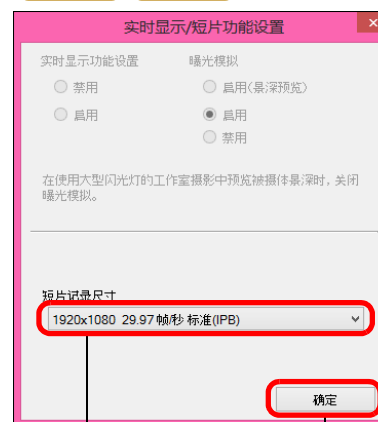 实时显示/短片功能设置
实时显示功能设置 曝光模拟
禁用 启用(景深预览)
启用 启用
禁用
在使用大型闪光灯的工作室摄影中预览被摄体景深时，关闭
曝光模拟。
短片记录尺寸
1920x1080 29.97 帧/秒 标准(IPB)
确定